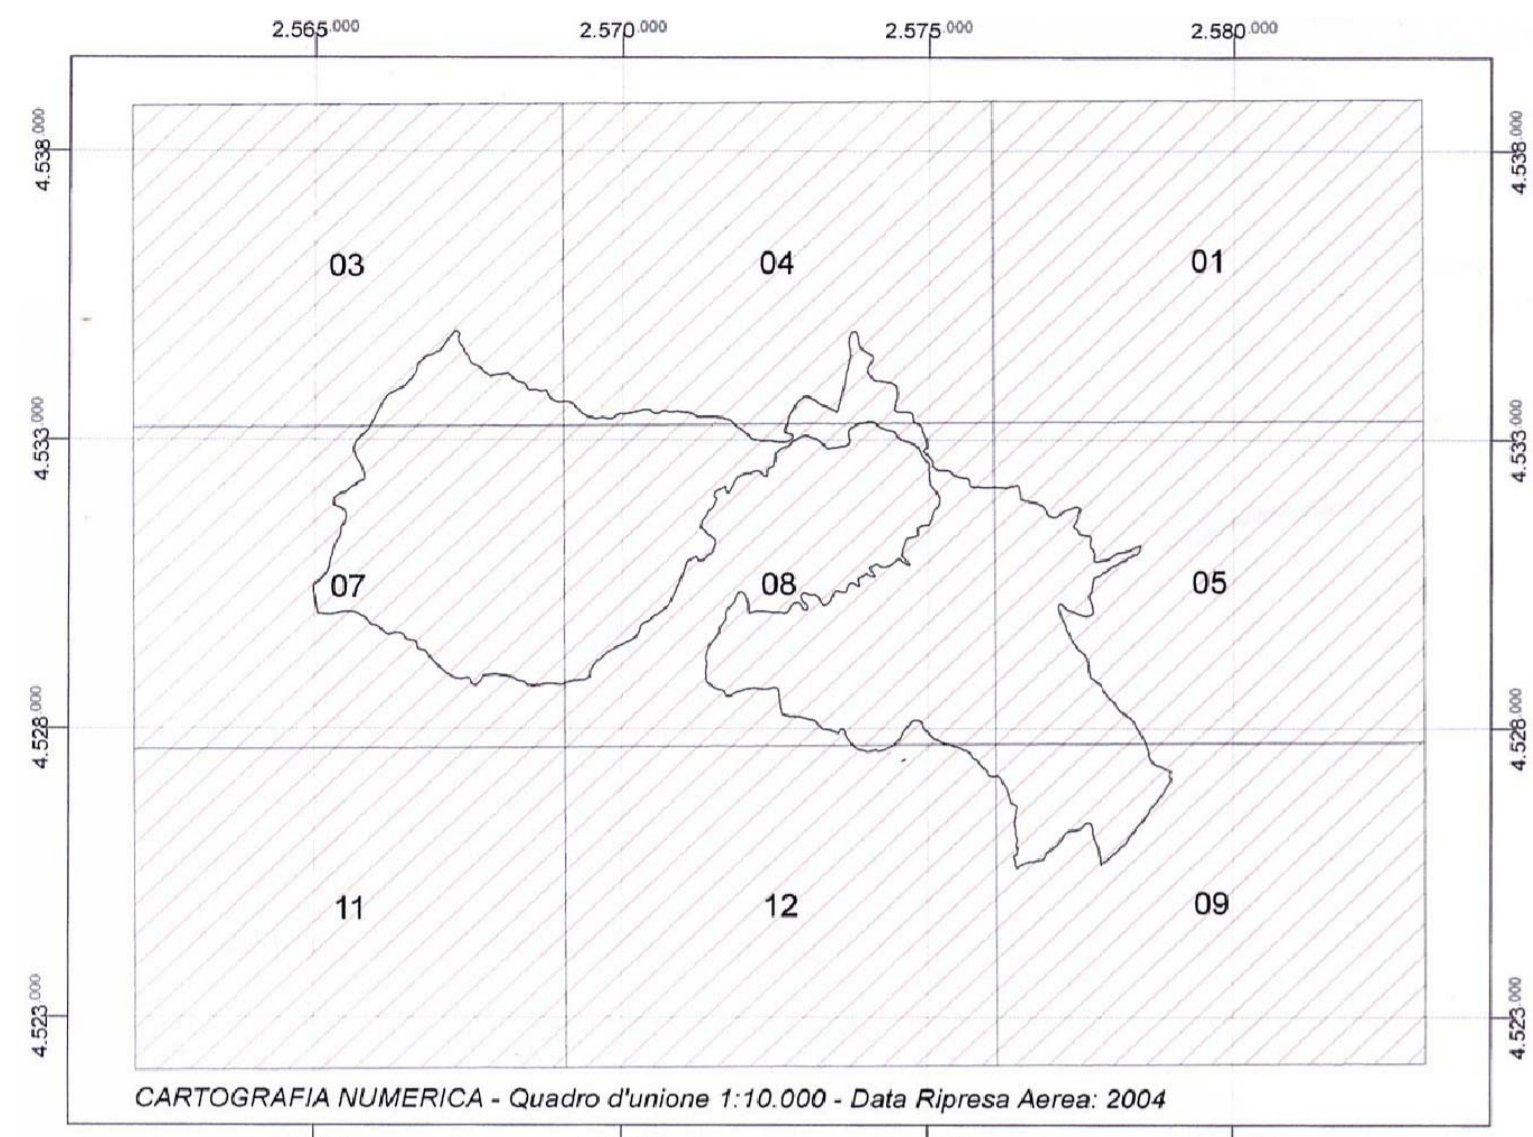 2.565.000 2.570.000 2.575.000 2.580.000
4.538.000 4.538.000
03 04 01
4.533.000 4.533.000
07 08 05
4.528.000 4.528.000
11 12 09
4.523.000 4.523.000
CARTOGRAFIA NUMERICA - Quadro d'unione 1:10.000 - Data Ripresa Aerea: 2004